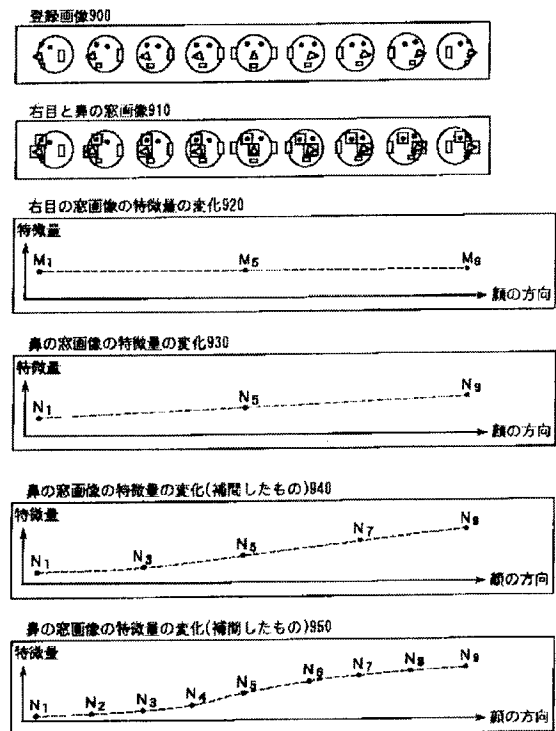 登録画像900
右目と鼻の窓画像910
右目の窓画像の特徴量の変化920
特徴量
M1 M5 M9
顔の方向
鼻の窓画像の特徴量の変化930
特徴量
N1 N5 N9
顔の方向
鼻の窓画像の特徴量の変化(補間したもの)940
特徴量
N1 N3 N5 N7 N9
顔の方向
鼻の窓画像の特徴量の変化(補間したもの)950
特徴量
N1 N2 N3 N4 N5 N6 N7 N8 N9
顔の方向